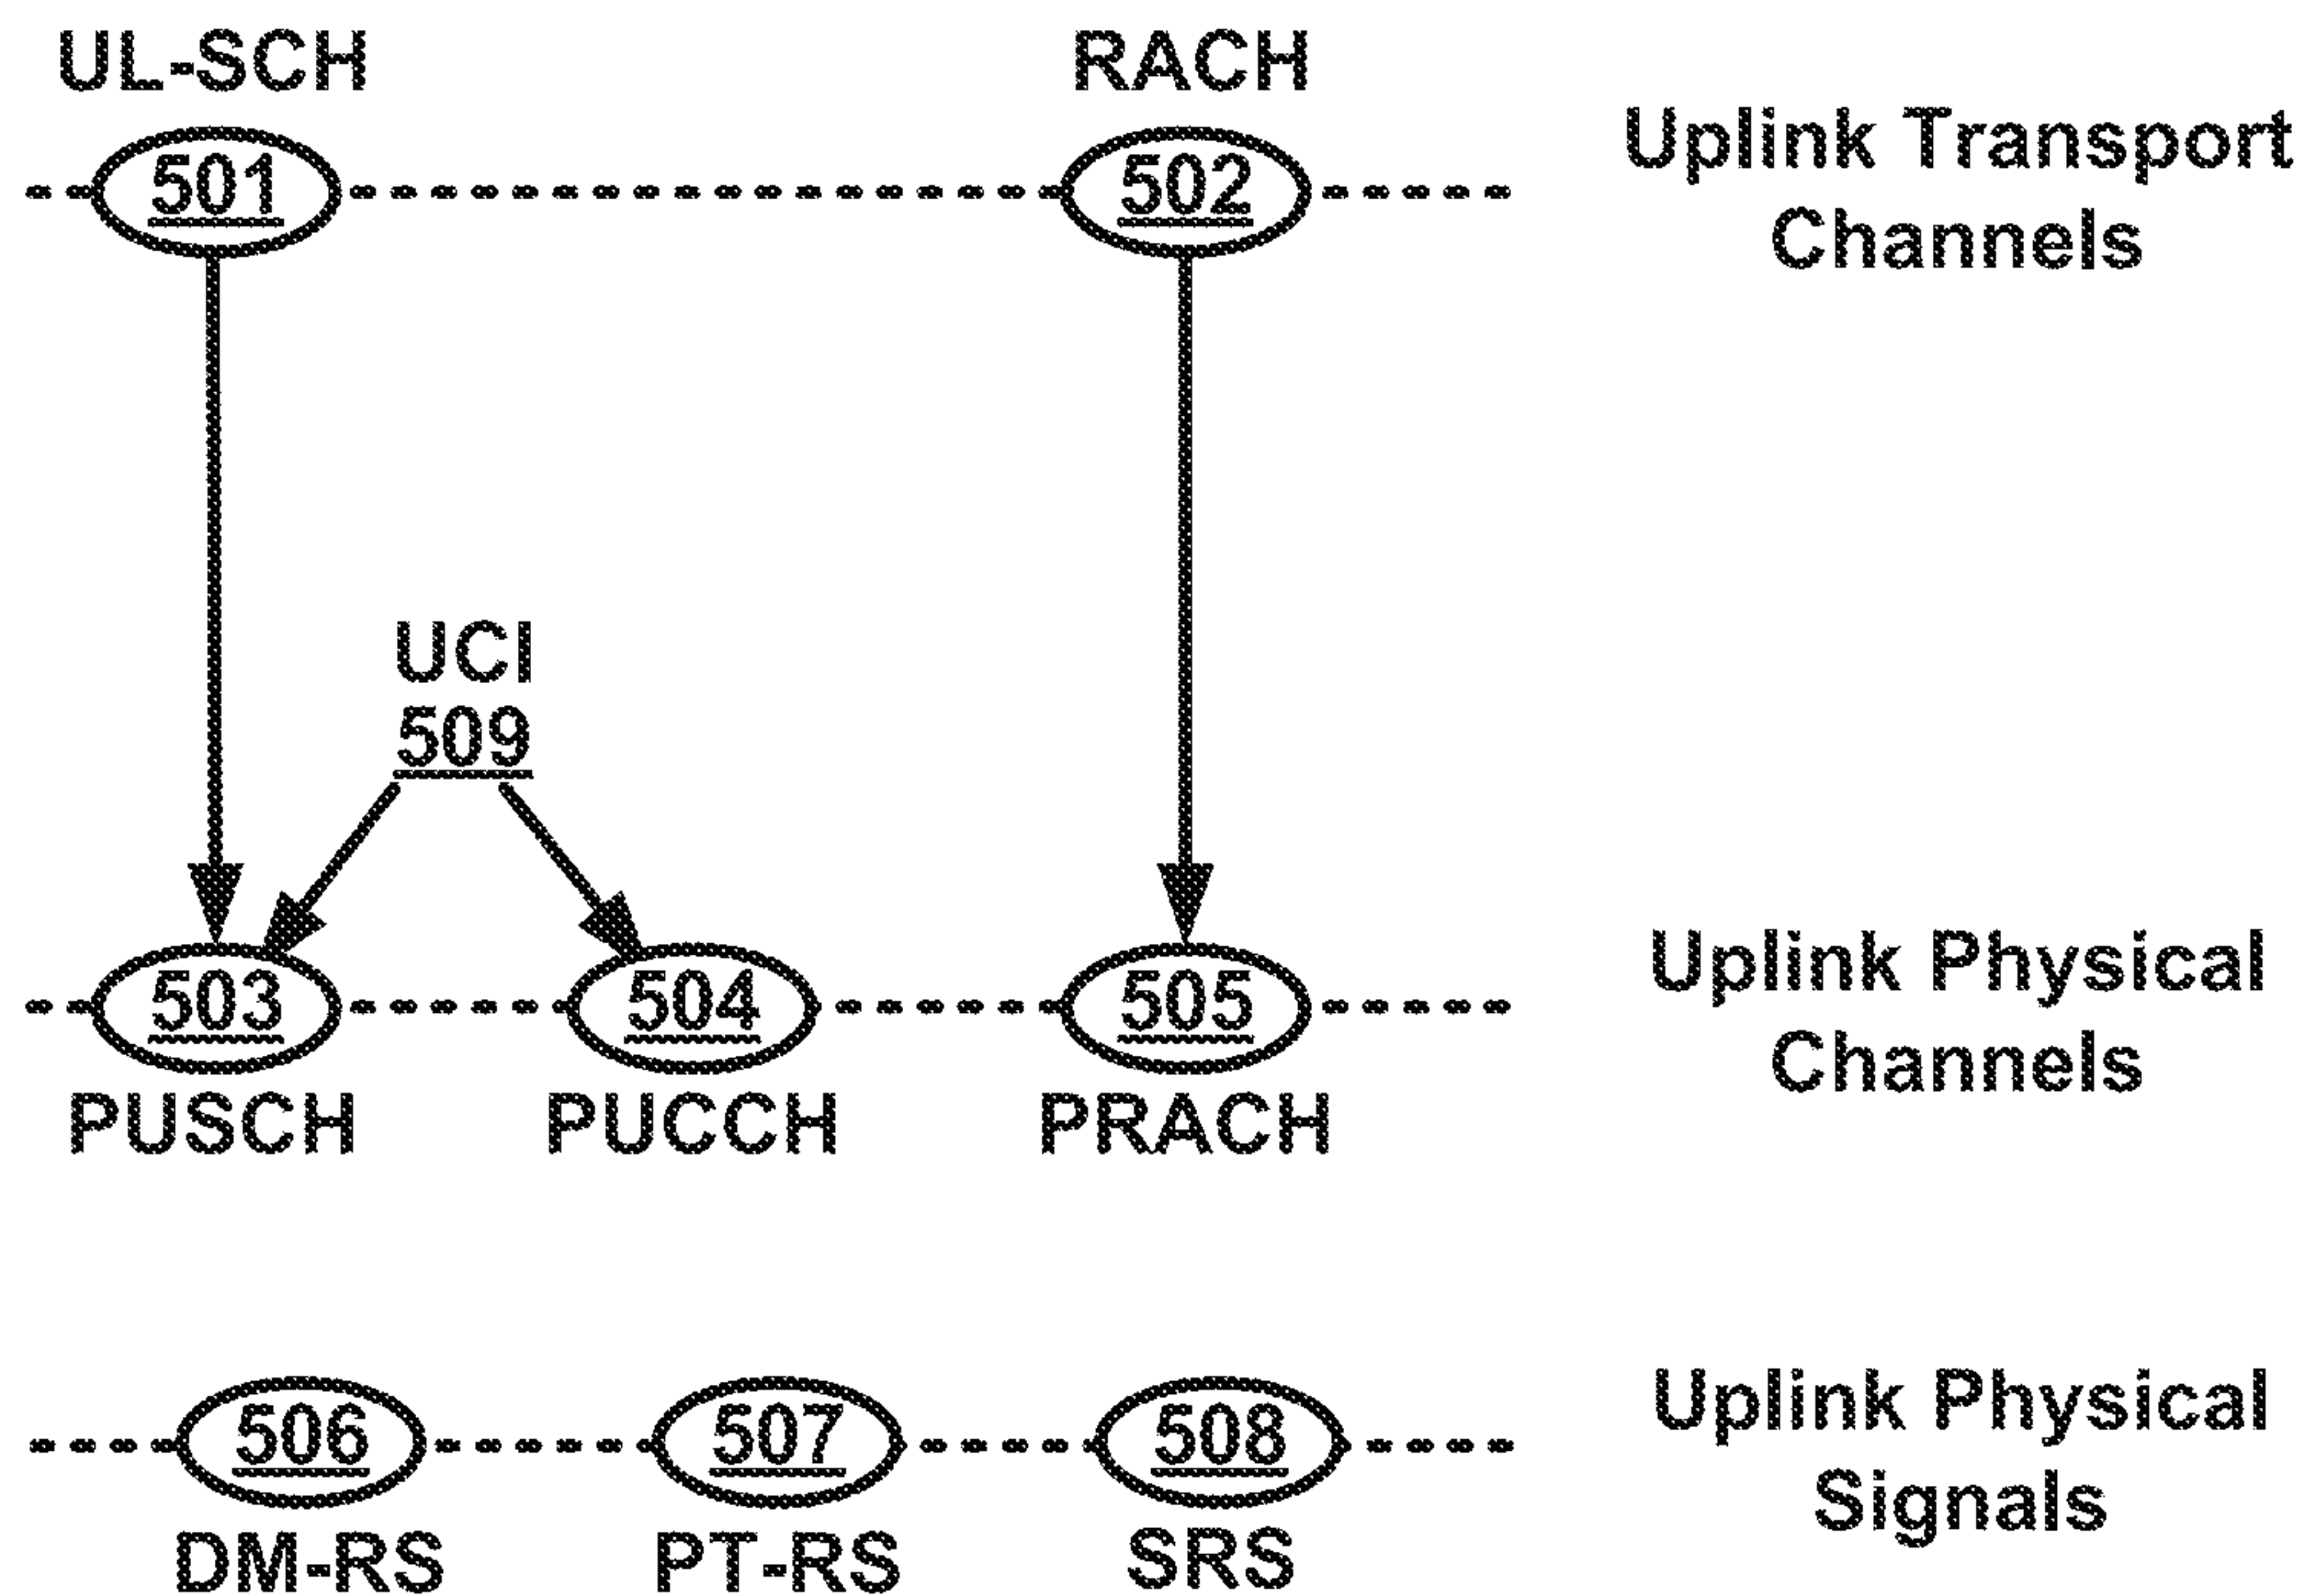 UL-SCH
RACH
501
502
Uplink Transport
Channels
UCI
509
503
504
505
Uplink Physical
Channels
PUSCH
PUCCH
PRACH
506
507
508
Uplink Physical
Signals
DM-RS
PT-RS
SRS